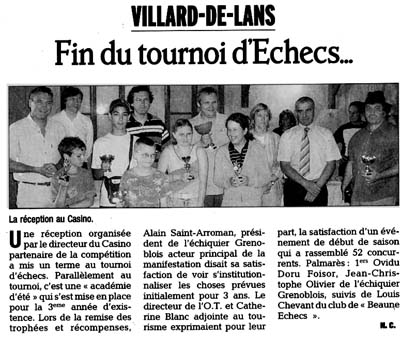 VILLARD-DE-LANS
Fin du tournoi d'Echecs...
La réception au Casino.
Une réception organisée
par le directeur du Casino
partenaire de la compétition
a mis un terme au tournoi
d'échecs. Parallèlement au
tournoi, c'est une « académie
d'été » qui s'est mise en place
pour la 3eme année d'exis-
tence. Lors de la remise des
trophées et récompenses,
Alain Saint-Arroman, prési-
dent de l'échiquier Greno-
blois acteur principal de la
manifestation disait sa satis-
faction de voir s'institution-
naliser les choses prévues
initialement pour 3 ans. Le
directeur de l'O.T. et Cathe-
rine Blanc adjointe au tou-
risme exprimaient pour leur
part, la satisfaction d'un évé-
nement de début de saison
qui a rassemblé 52 concur-
rents. Palmarès : 1ers Ovidu
Doru Foisor, Jean-Christo-
phe Olivier de l'échiquier
Grenoblois, suivis de Louis
Chevant du club de « Beaune
Echecs ».
N. C.